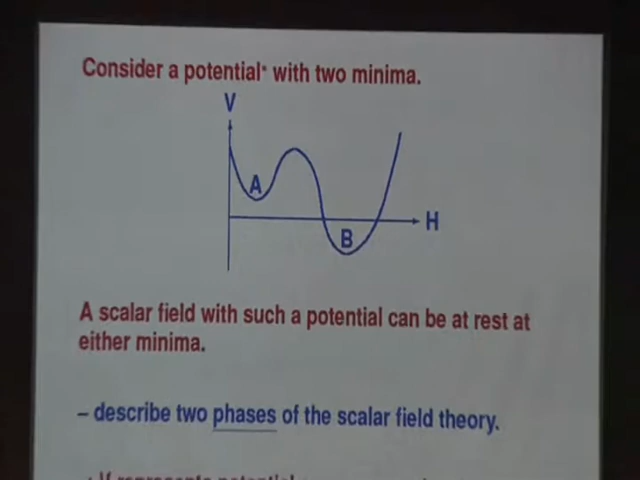 Consider a potential* with two minima.
V
A
H
B
A scalar field with such a potential can be at rest at
either minima.
– describe two phases of the scalar field theory.